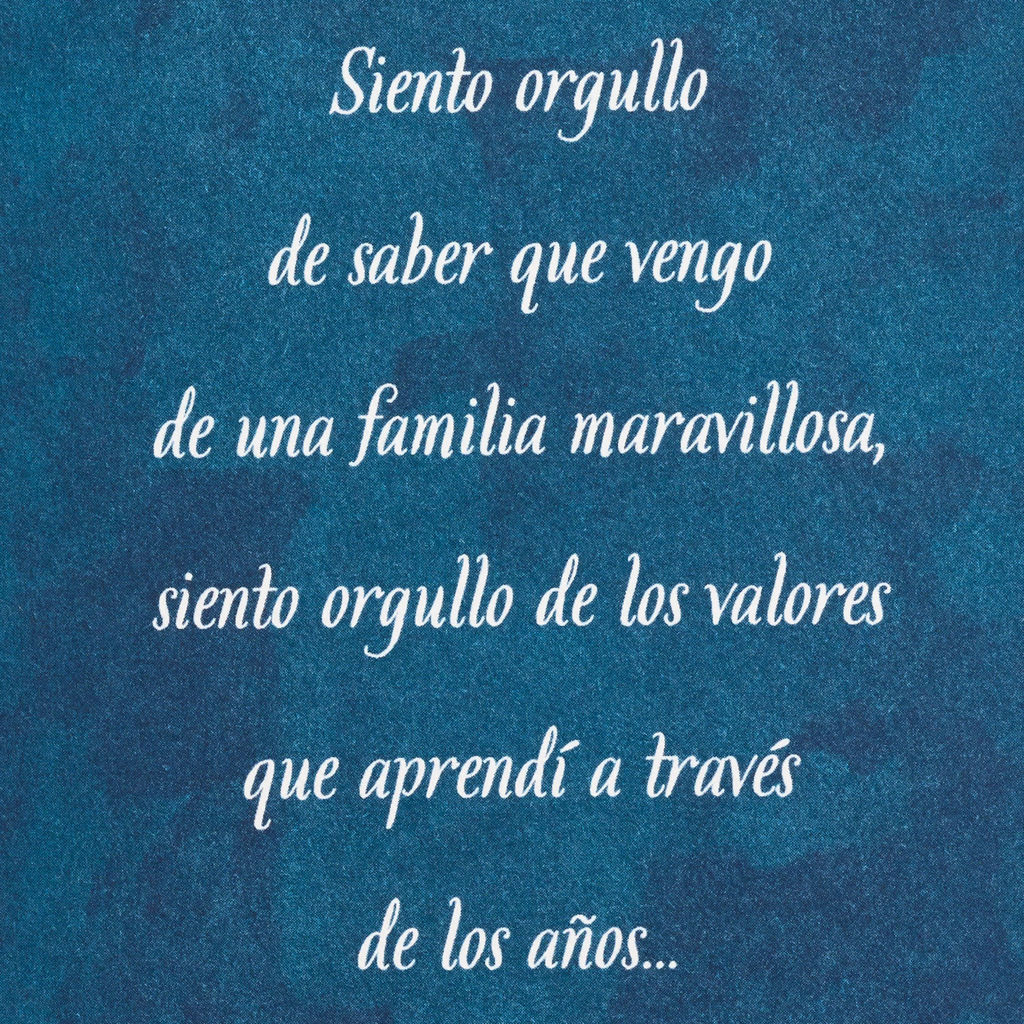 Siento orgullo
de saber que vengo
de una familia maravillosa,
siento orgullo de los valores
que aprendí a través
de los años...